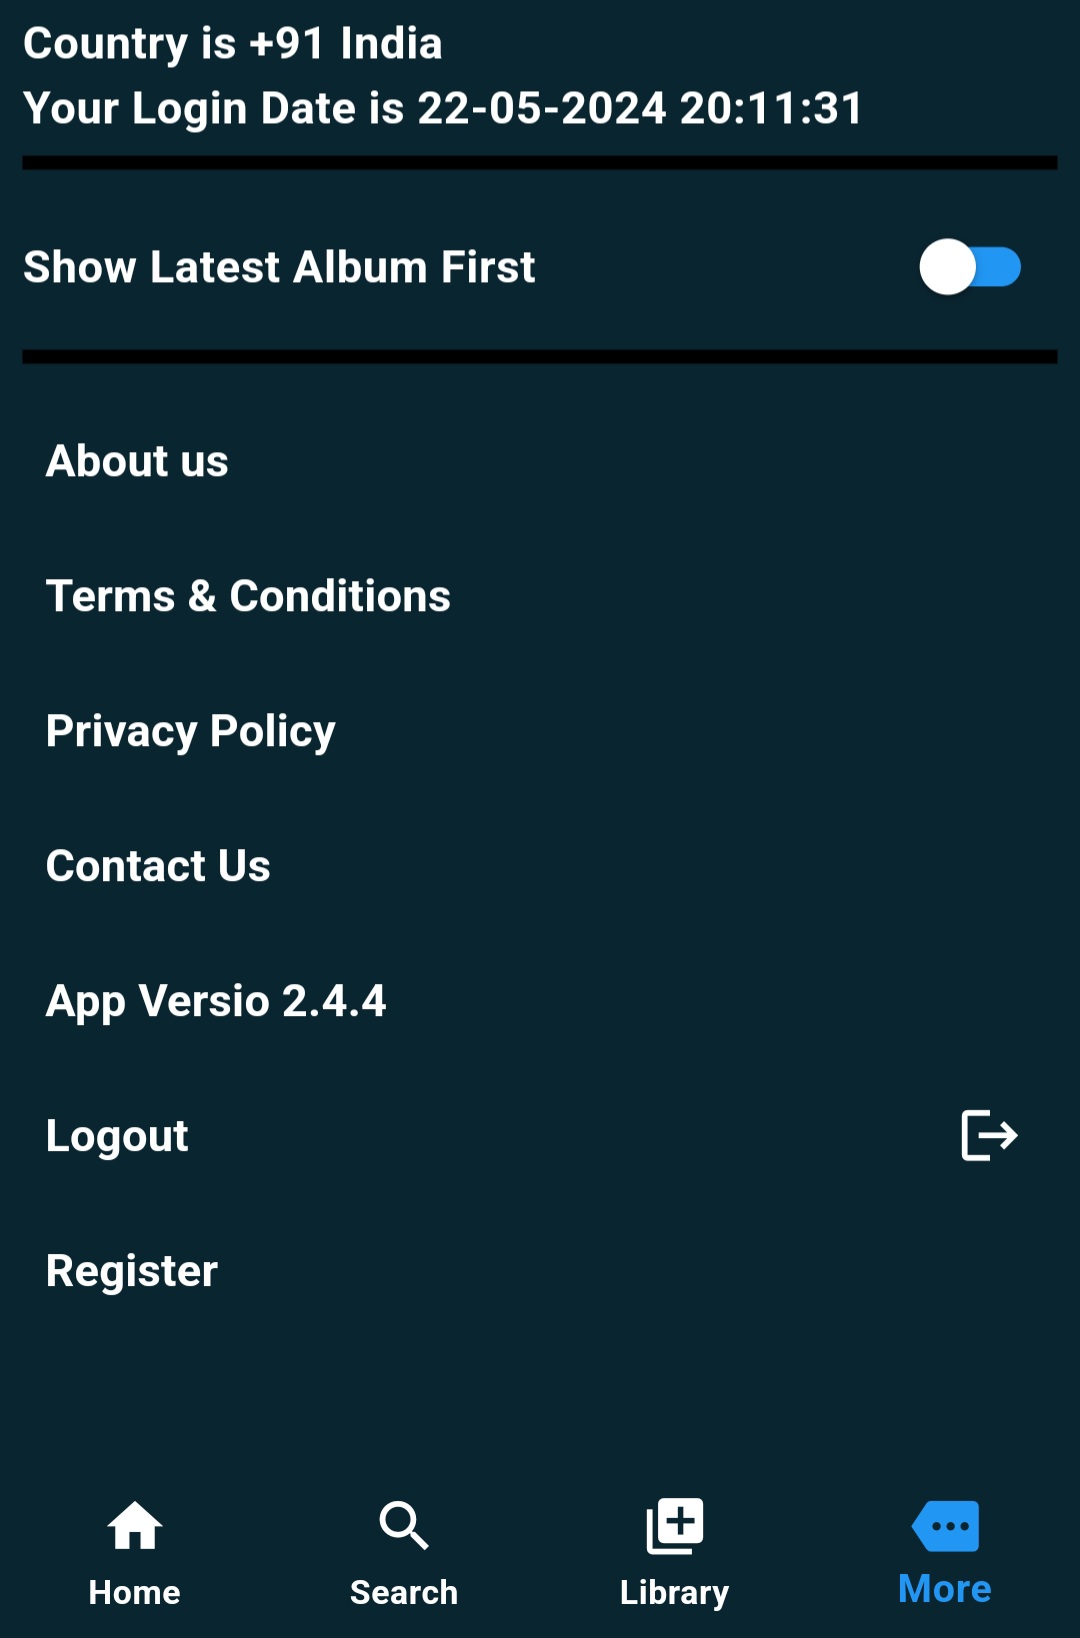 Country is +91 India
Your Login Date is 22-05-2024 20:11:31
Show Latest Album First
About us
Terms & Conditions
Privacy Policy
Contact Us
App Versio 2.4.4
Logout
Register
Home
Search
Library
More